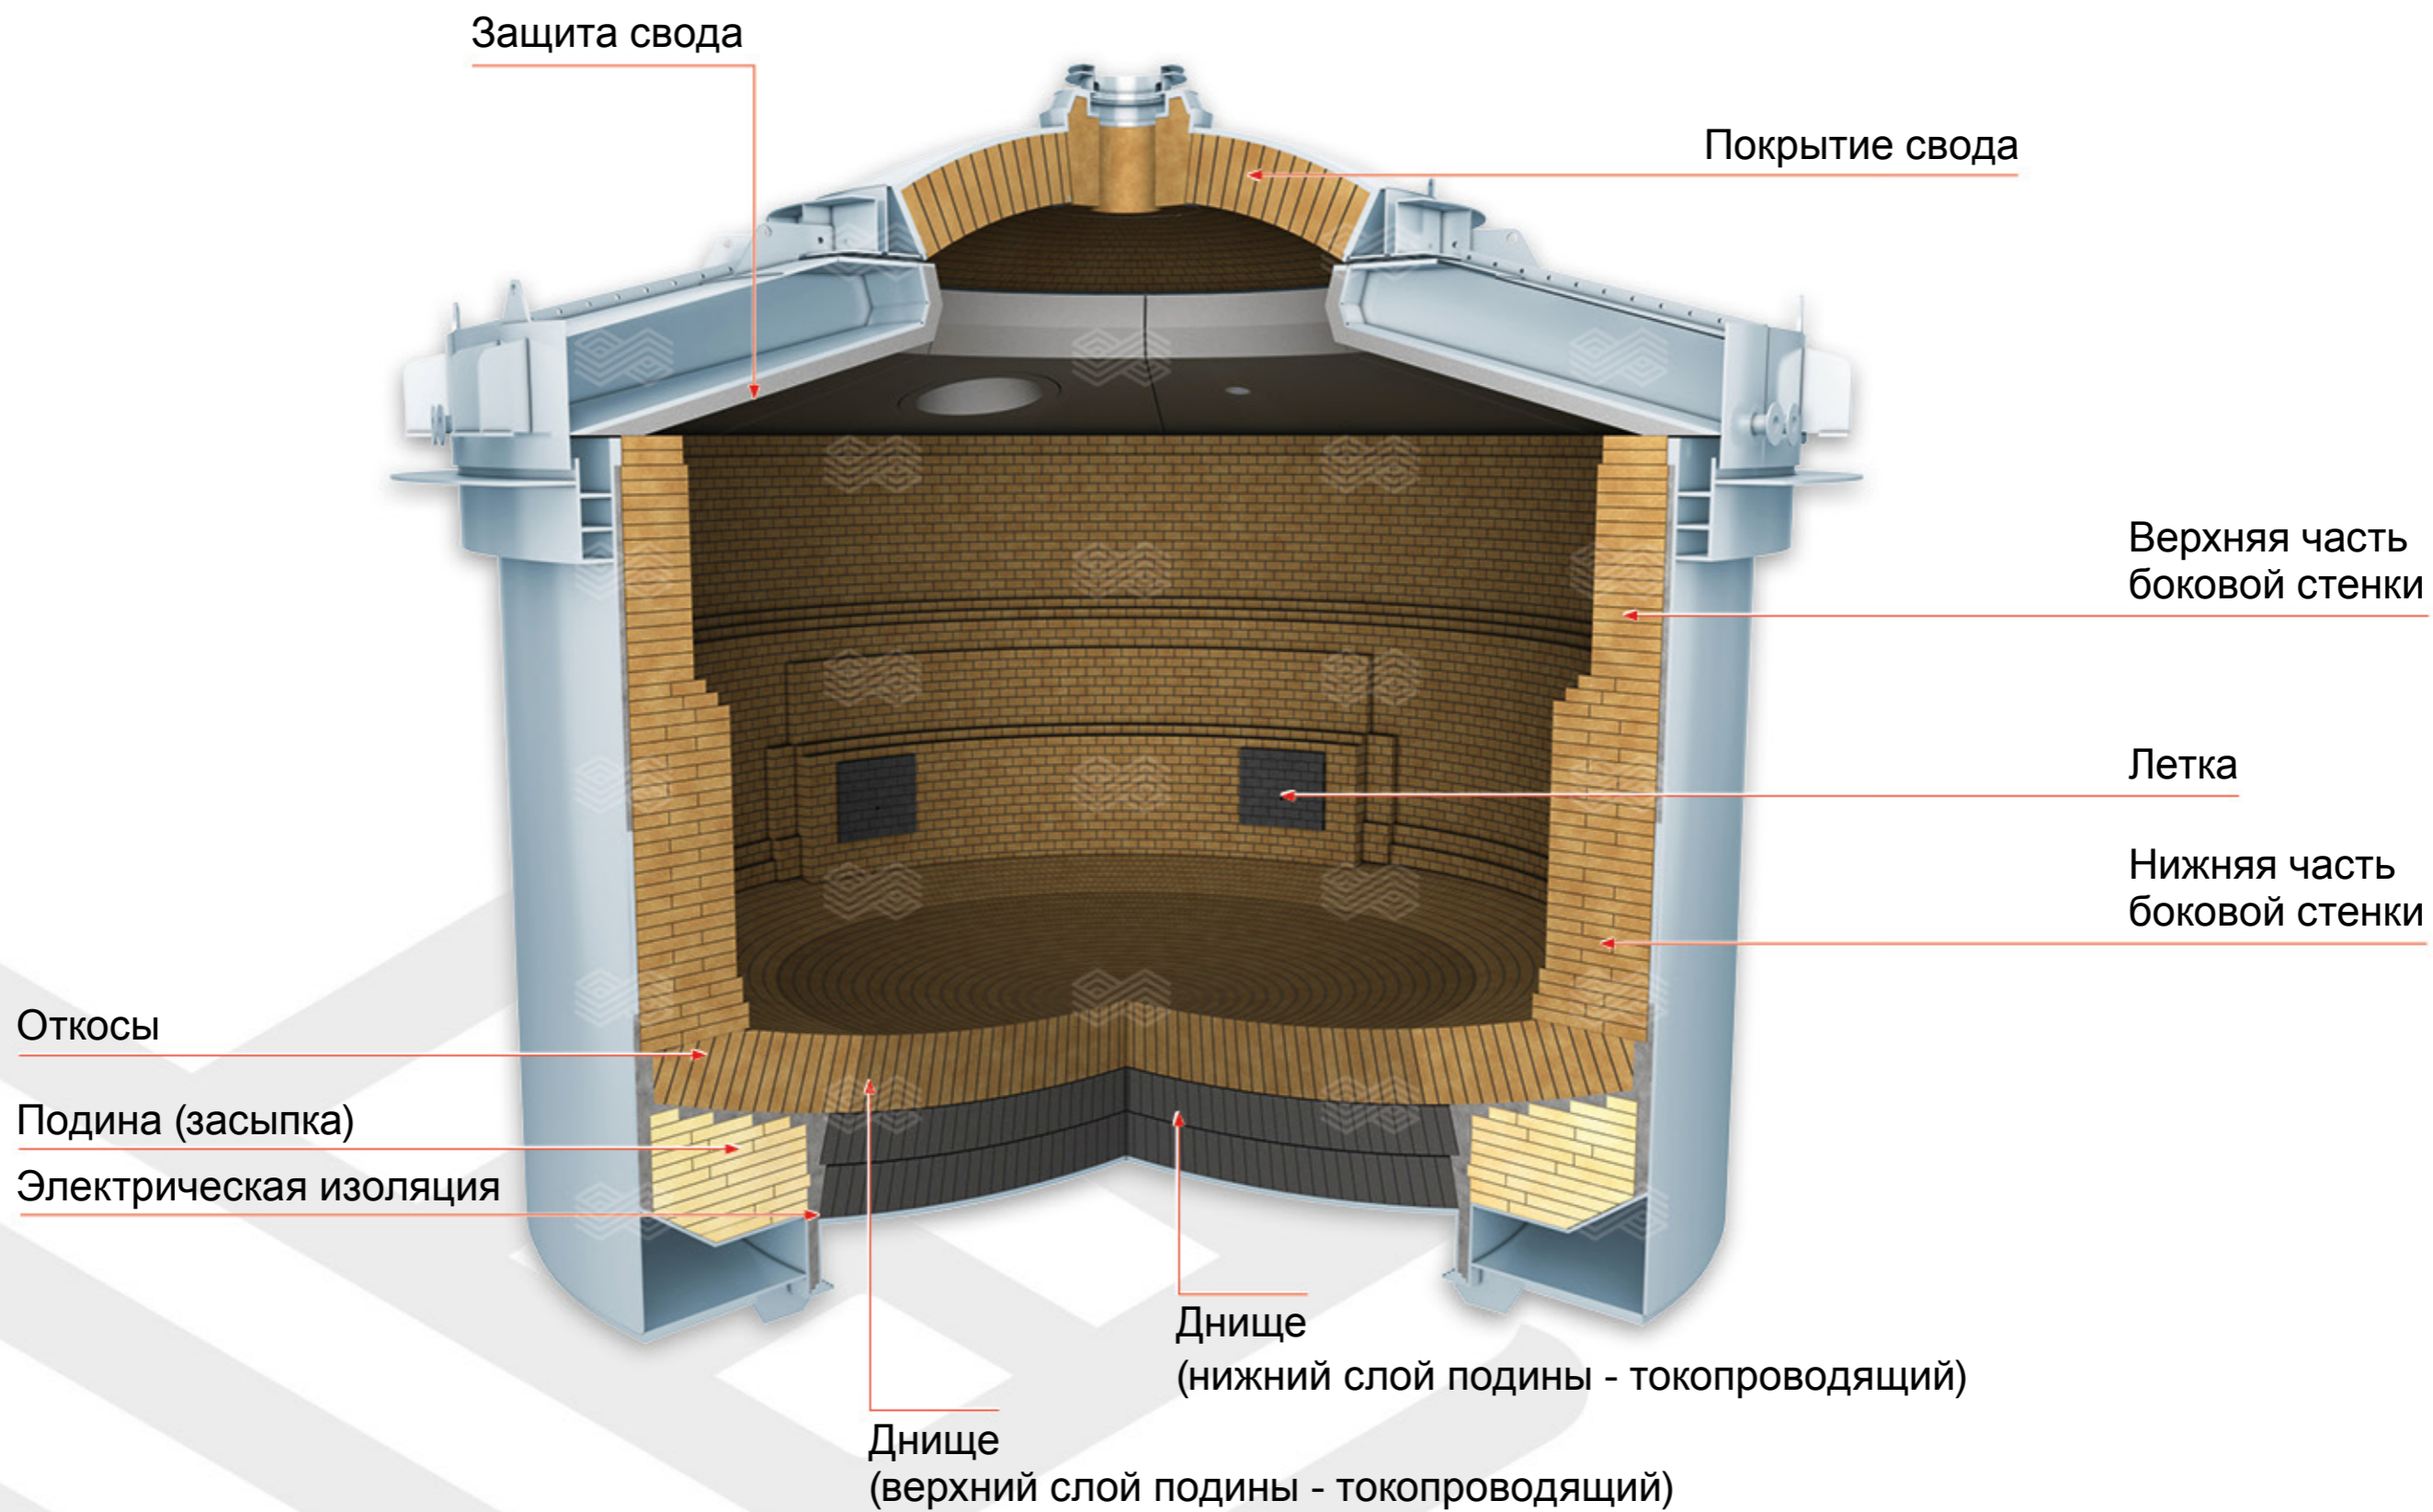 Защита свода
Покрытие свода
Верхняя часть
боковой стенки
Летка
Нижняя часть
боковой стенки
Откосы
Подина (засыпка)
Электрическая изоляция
Днище
(нижний слой подины - токопроводящий)
Днище
(верхний слой подины - токопроводящий)